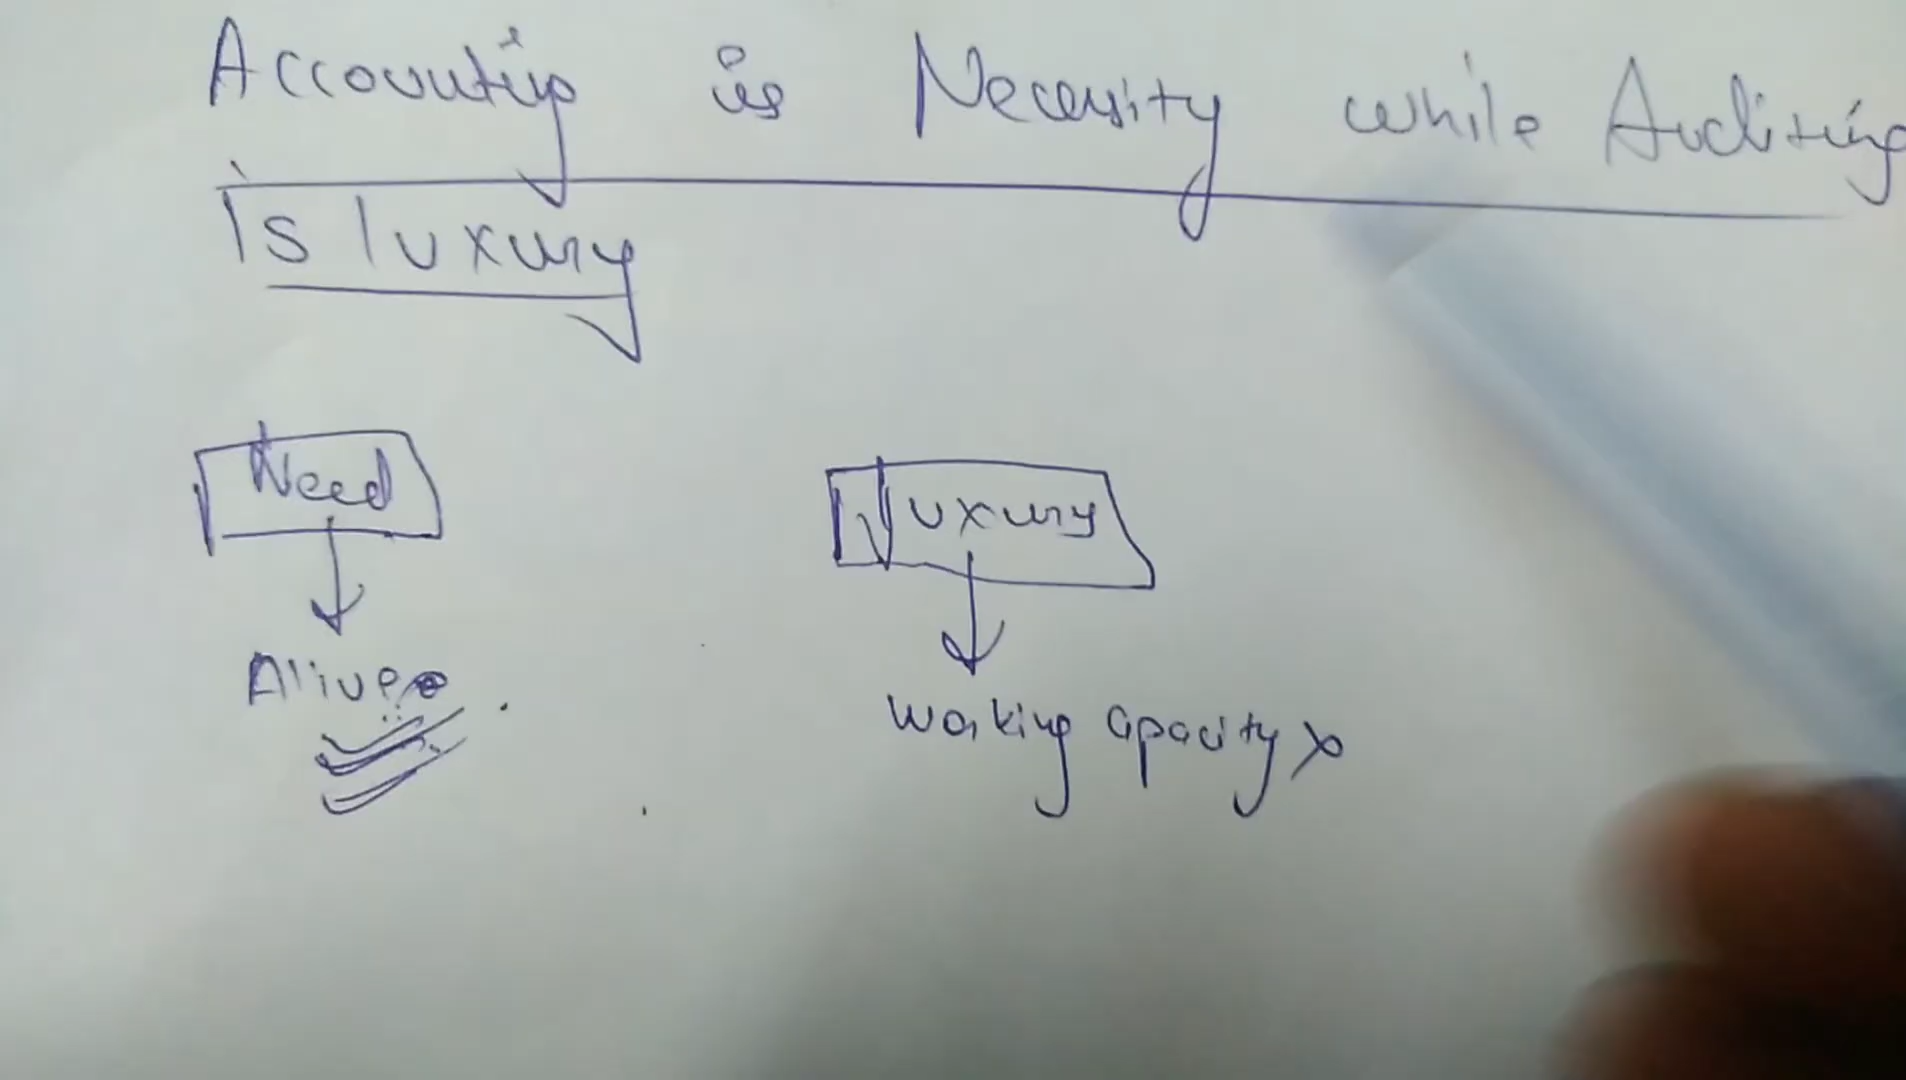 Accounting is Necessity while Auditing
is luxury
Need
Luxury
Alive
Working capacity